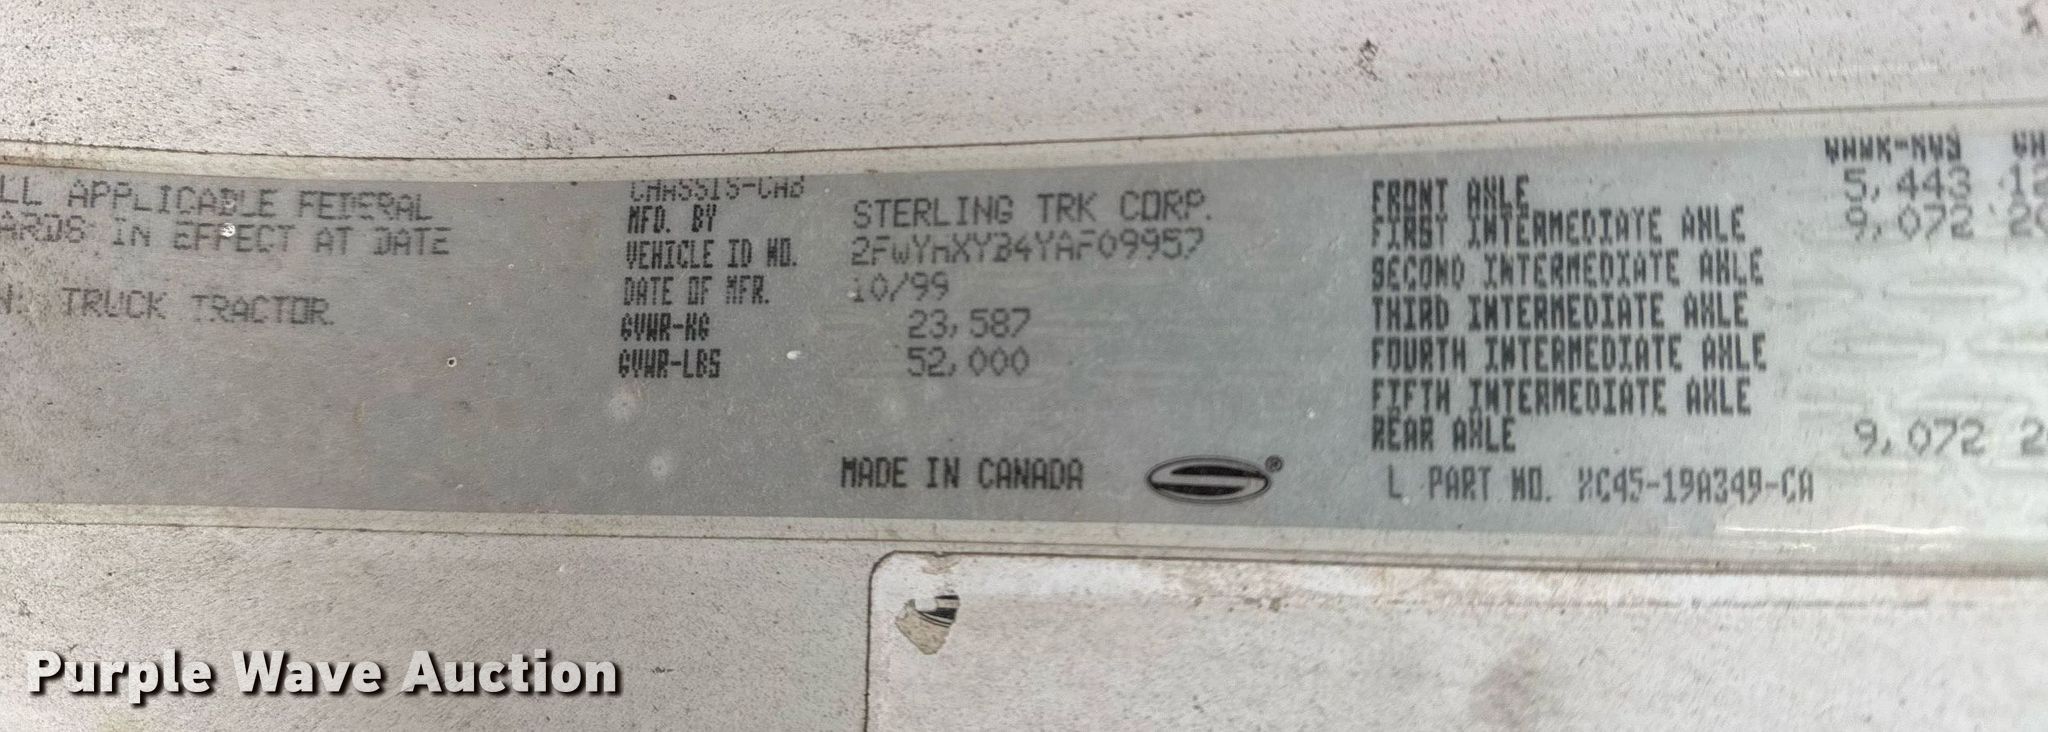 LL APPLICABLE FEDERAL
ARDS IN EFFECT AT DATE
N: TRUCK TRACTOR
CHASSIS-CAB
MFD. BY STERLING TRK CORP.
VEHICLE ID NO.
DATE OF MFR. 10/99
GVWR-KG 23,587
GVWR-LBS 52,000
MADE IN CANADA
FRONT AXLE 5,443 12
FIRST INTERMEDIATE AXLE 9,072 20
SECOND INTERMEDIATE AXLE
THIRD INTERMEDIATE AXLE
FOURTH INTERMEDIATE AXLE
FIFTH INTERMEDIATE AXLE
REAR AXLE 9,072 2
L PART NO. XC45-19A349-CA
Purple Wave Auction